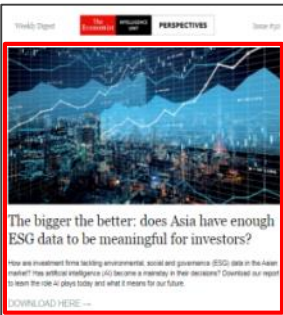 Weekly Digest
The Economist
INTELLIGENCE UNIT
PERSPECTIVES
The bigger the better: does Asia have enough
ESG data to be meaningful for investors?
How are investment firms tackling environmental, social and governance (ESG) data in the Asian
market? Has artificial intelligence (AI) become a mainstay in their decisions? Download our report
to learn the role AI plays today and what it means for our future.
DOWNLOAD HERE →